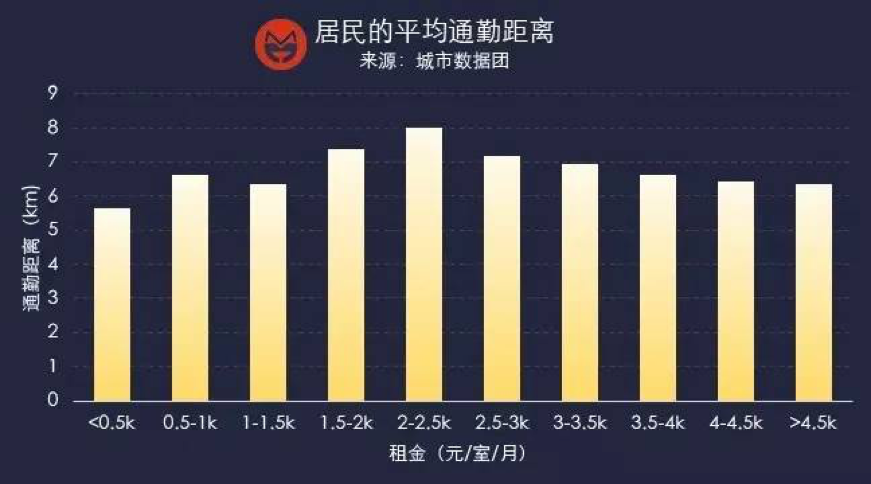 居民的平均通勤距离
来源：城市数据团
9
8
7
6
5
4
3
2
1
0
通勤距离（km）
<0.5k 0.5-1k 1-1.5k 1.5-2k 2-2.5k 2.5-3k 3-3.5k 3.5-4k 4-4.5k >4.5k
租金（元/室/月）